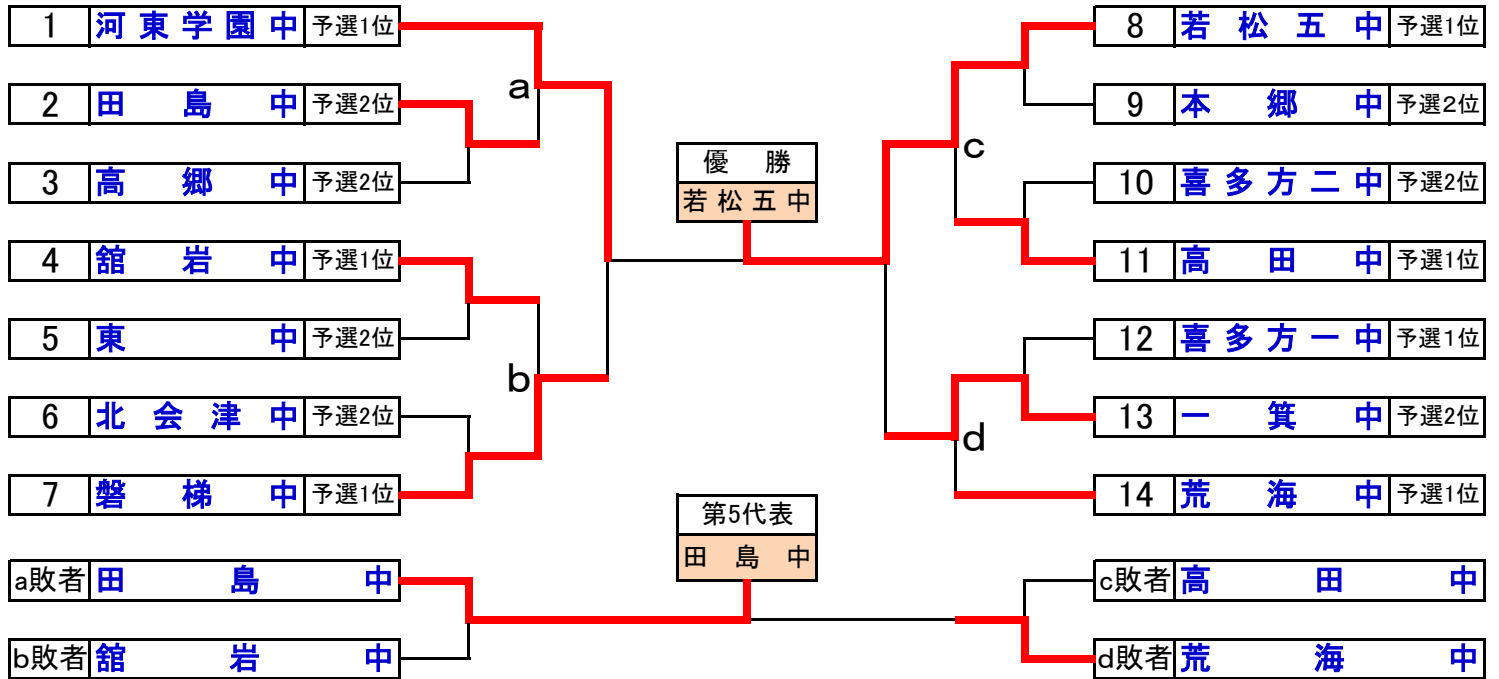 1 河東学園中 予選1位
2 田島中 予選2位
3 高郷中 予選2位
4 舘岩中 予選1位
5 東中 予選2位
6 北会津中 予選2位
7 磐梯中 予選1位
a
b
a敗者 田島中
b敗者 舘岩中
優勝
若松五中
第5代表
田島中
8 若松五中 予選1位
9 本郷中 予選2位
10 喜多方二中 予選2位
11 高田中 予選1位
12 喜多方一中 予選1位
13 一箕中 予選2位
14 荒海中 予選1位
c
d
c敗者 高田中
d敗者 荒海中